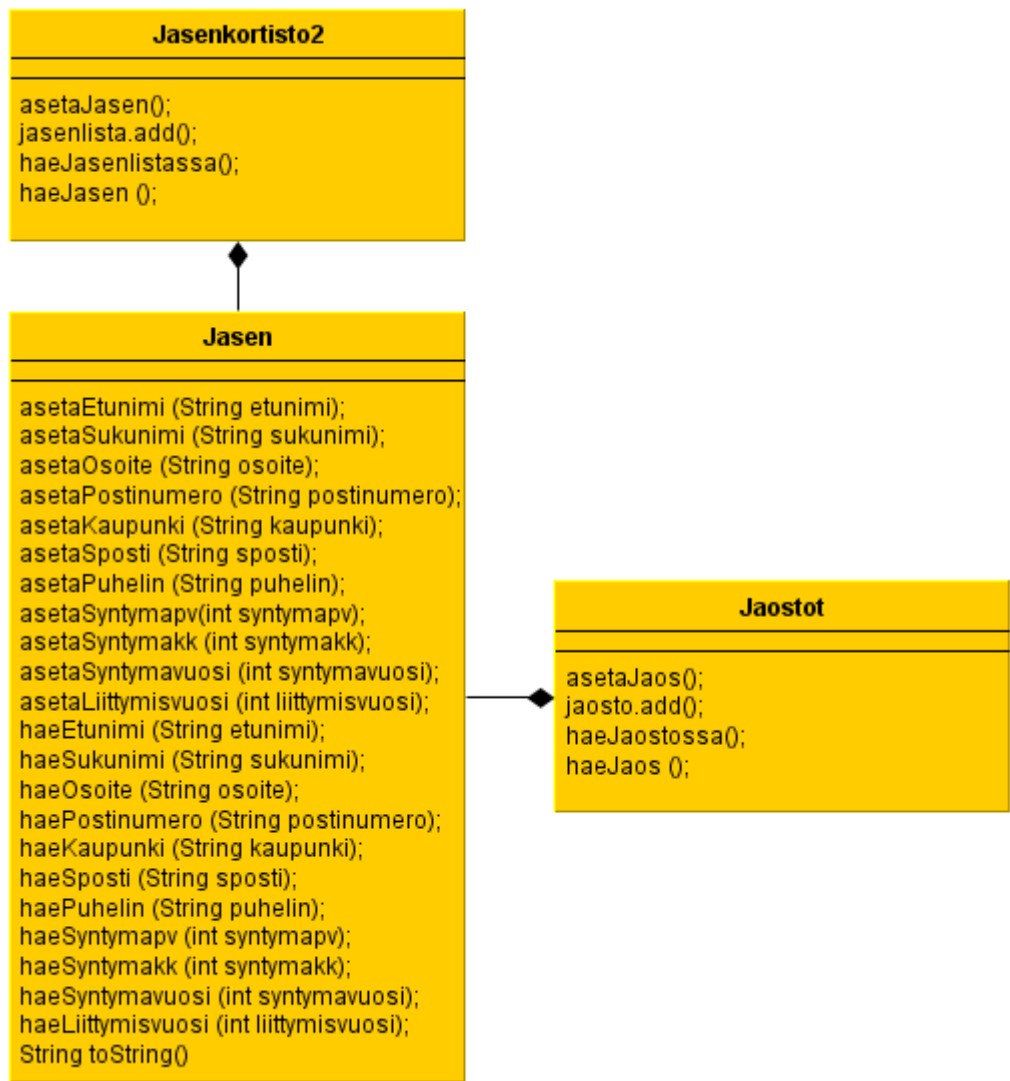 Jasenkortisto2
asetaJasen();
jasenlista.add();
haeJasenlistassa();
haeJasen ();
Jasen
asetaEtunimi (String etunimi);
asetaSukunimi (String sukunimi);
asetaOsoite (String osoite);
asetaPostinumero (String postinumero);
asetaKaupunki (String kaupunki);
asetaSposti (String sposti);
asetaPuhelin (String puhelin);
asetaSyntymapv(int syntymapv);
asetaSyntymakk (int syntymakk);
asetaSyntymavuosi (int syntymavuosi);
asetaLiittymisvuosi (int liittymisvuosi);
haeEtunimi (String etunimi);
haeSukunimi (String sukunimi);
haeOsoite (String osoite);
haePostinumero (String postinumero);
haeKaupunki (String kaupunki);
haeSposti (String sposti);
haePuhelin (String puhelin);
haeSyntymapv (int syntymapv);
haeSyntymakk (int syntymakk);
haeSyntymavuosi (int syntymavuosi);
haeLiittymisvuosi (int liittymisvuosi);
String toString()
Jaostot
asetaJaos();
jaosto.add();
haeJaostossa();
haeJaos ();